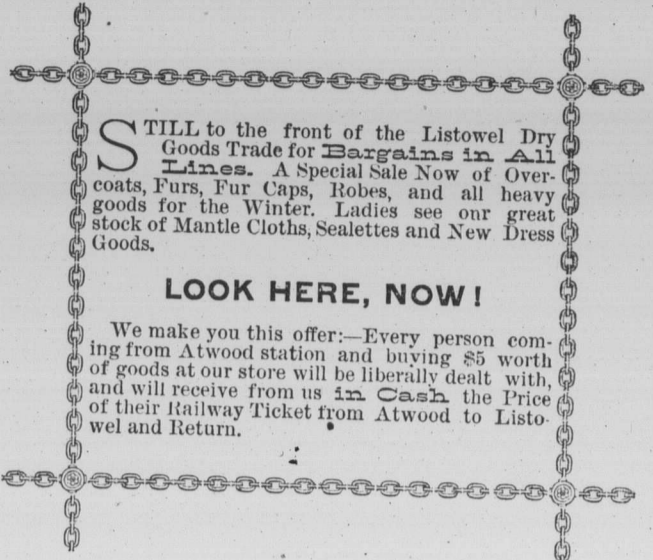 STILL to the front of the Listowel Dry
Goods Trade for Bargains in All
Lines. A Special Sale Now of Over-
coats, Furs, Fur Caps, Robes, and all heavy
goods for the Winter. Ladies see onr great
stock of Mantle Cloths, Sealettes and New Dress
Goods.
LOOK HERE, NOW!
We make you this offer:—Every person com-
ing from Atwood station and buying $5 worth
of goods at our store will be liberally dealt with,
and will receive from us in Cash the Price
of their Railway Ticket from Atwood to Listo-
wel and Return.